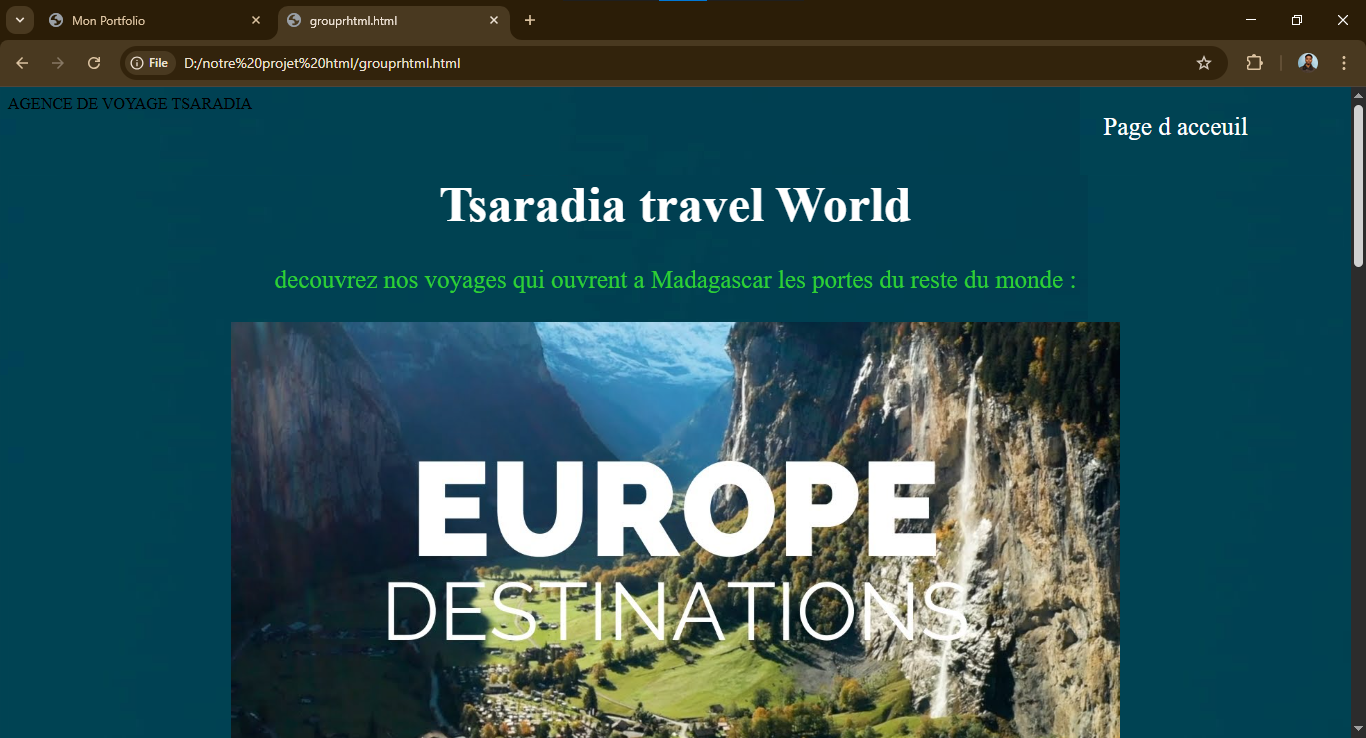 Mon Portfolio
grouprhtml.html
File
D:/notre%20projet%20html/grouprhtml.html
AGENCE DE VOYAGE TSARADIA
Page d acceuil
Tsaradia travel World
decouvrez nos voyages qui ouvrent a Madagascar les portes du reste du monde :
EUROPE
DESTINATIONS